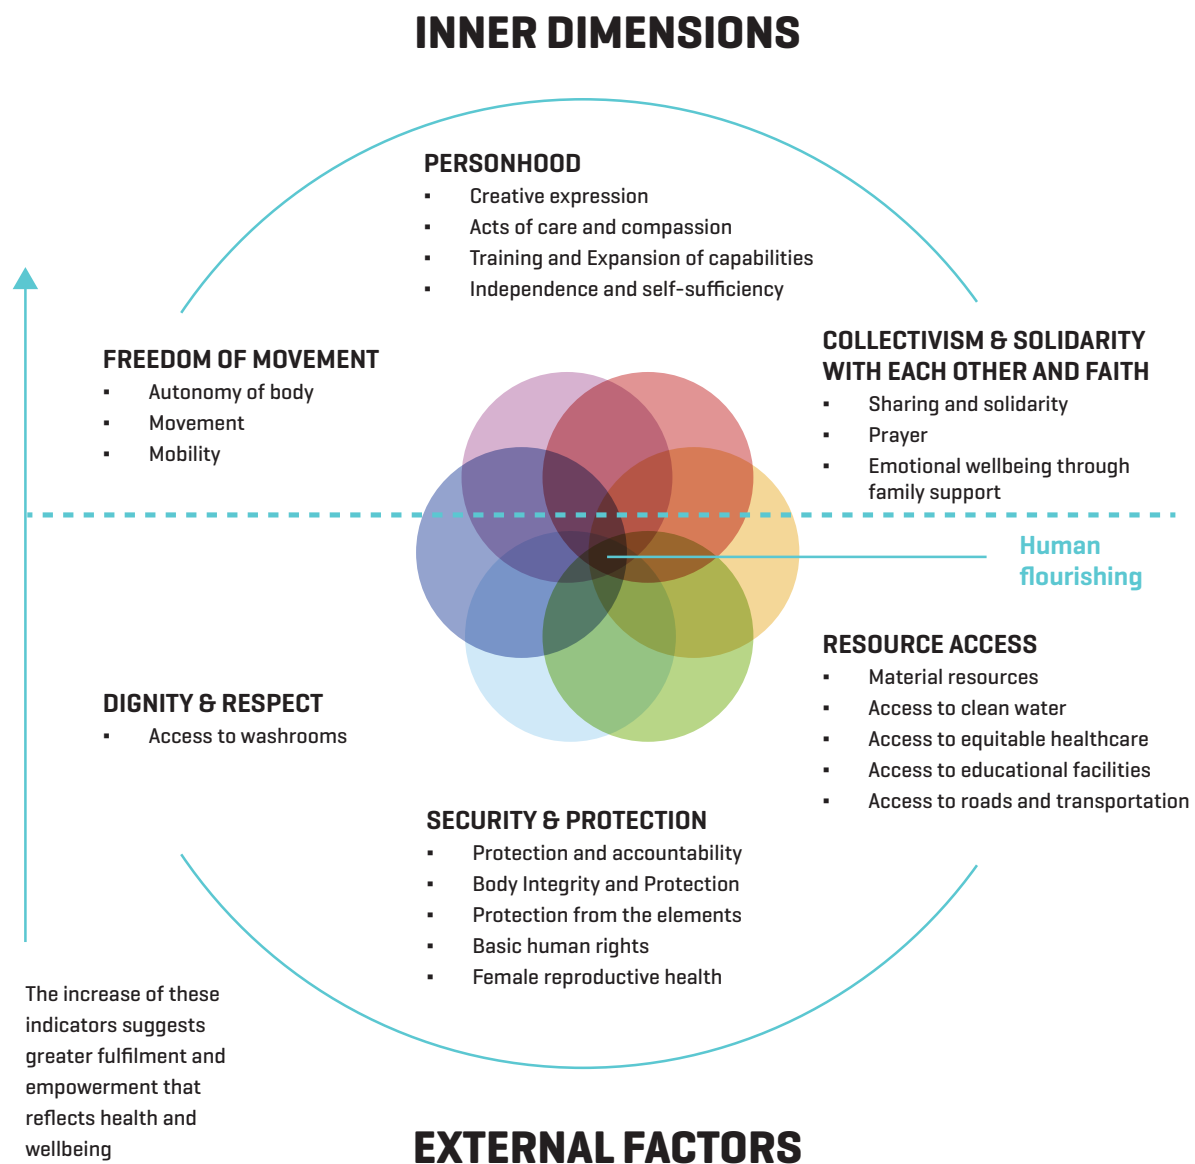 INNER DIMENSIONS
PERSONHOOD
▪ Creative expression
▪ Acts of care and compassion
▪ Training and Expansion of capabilities
▪ Independence and self-sufficiency
FREEDOM OF MOVEMENT
▪ Autonomy of body
▪ Movement
▪ Mobility
COLLECTIVISM & SOLIDARITY
WITH EACH OTHER AND FAITH
▪ Sharing and solidarity
▪ Prayer
▪ Emotional wellbeing through
family support
Human
flourishing
DIGNITY & RESPECT
▪ Access to washrooms
RESOURCE ACCESS
▪ Material resources
▪ Access to clean water
▪ Access to equitable healthcare
▪ Access to educational facilities
▪ Access to roads and transportation
SECURITY & PROTECTION
▪ Protection and accountability
▪ Body Integrity and Protection
▪ Protection from the elements
▪ Basic human rights
▪ Female reproductive health
The increase of these
indicators suggests
greater fulfilment and
empowerment that
reflects health and
wellbeing
EXTERNAL FACTORS